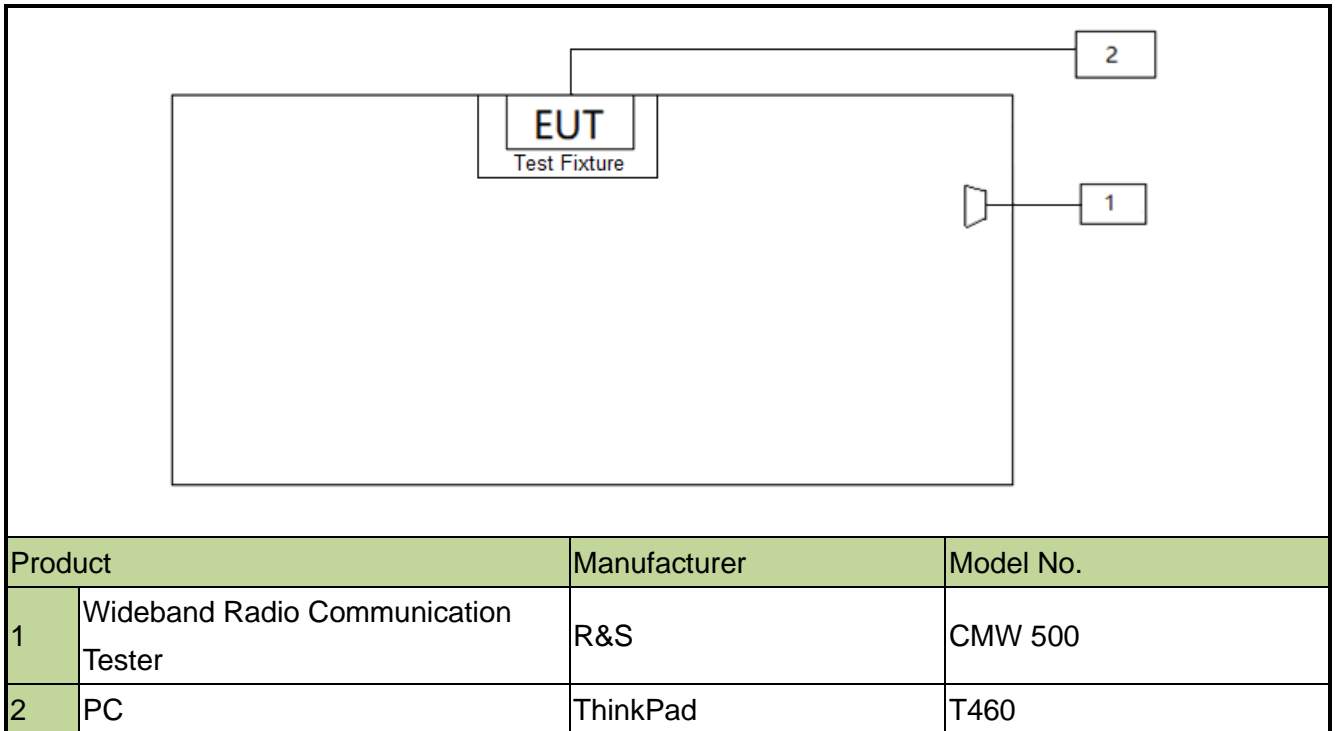 2
EUT
Test Fixture
1
Product Manufacturer Model No.
1 Wideband Radio Communication Tester R&S CMW 500
2 PC ThinkPad T460